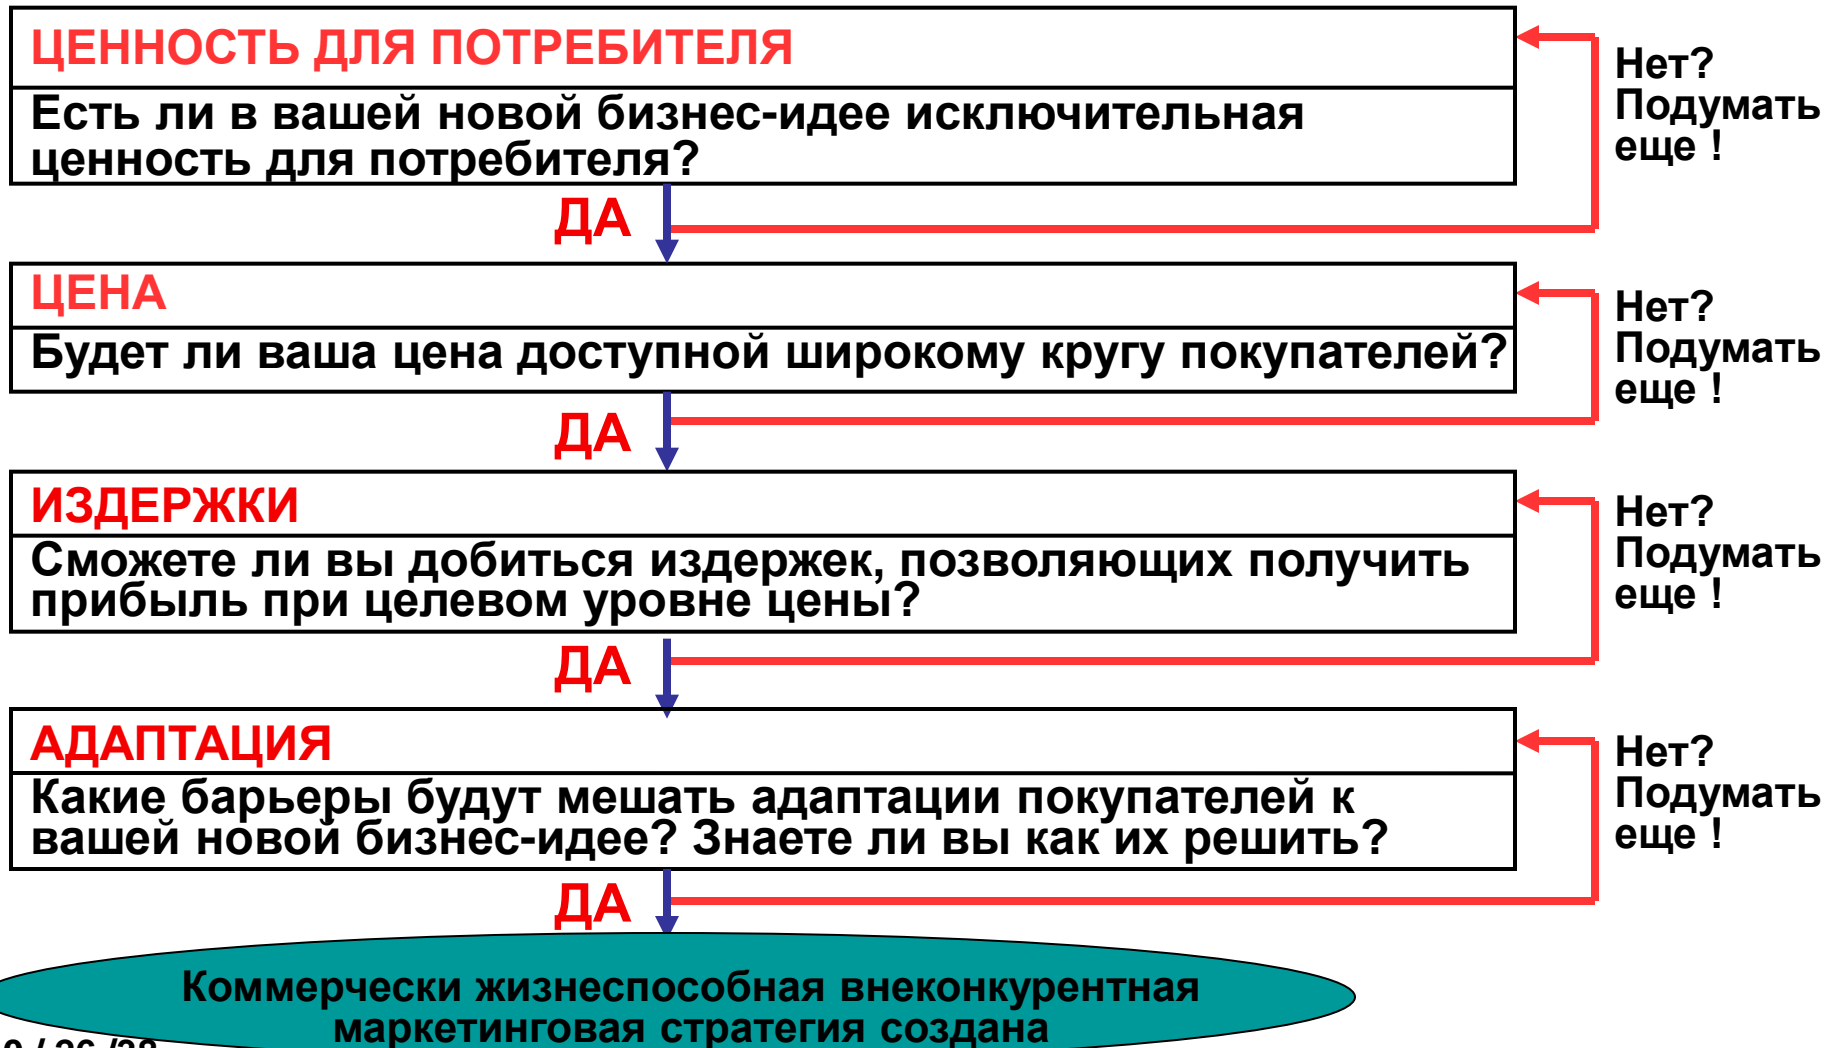 ЦЕННОСТЬ ДЛЯ ПОТРЕБИТЕЛЯ
Есть ли в вашей новой бизнес-идее исключительная
ценность для потребителя?
Нет?
Подумать
еще !
ДА
ЦЕНА
Будет ли ваша цена доступной широкому кругу покупателей?
Нет?
Подумать
еще !
ДА
ИЗДЕРЖКИ
Сможете ли вы добиться издержек, позволяющих получить
прибыль при целевом уровне цены?
Нет?
Подумать
еще !
ДА
АДАПТАЦИЯ
Какие барьеры будут мешать адаптации покупателей к
вашей новой бизнес-идее? Знаете ли вы как их решить?
Нет?
Подумать
еще !
ДА
Коммерчески жизнеспособная внеконкурентная
маркетинговая стратегия создана